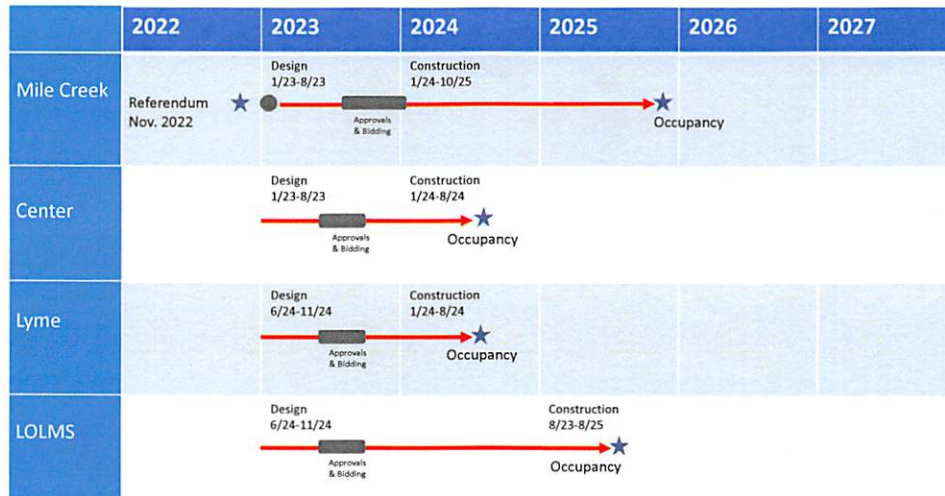 2022 2023 2024 2025 2026 2027
Mile Creek
Design
1/23-8/23
Construction
1/24-10/25
Referendum
Nov. 2022
Approvals
& Bidding
Occupancy
Center
Design
1/23-8/23
Construction
1/24-8/24
Approvals
& Bidding
Occupancy
Lyme
Design
6/24-11/24
Construction
1/24-8/24
Approvals
& Bidding
Occupancy
LOLMS
Design
6/24-11/24
Construction
8/23-8/25
Approvals
& Bidding
Occupancy